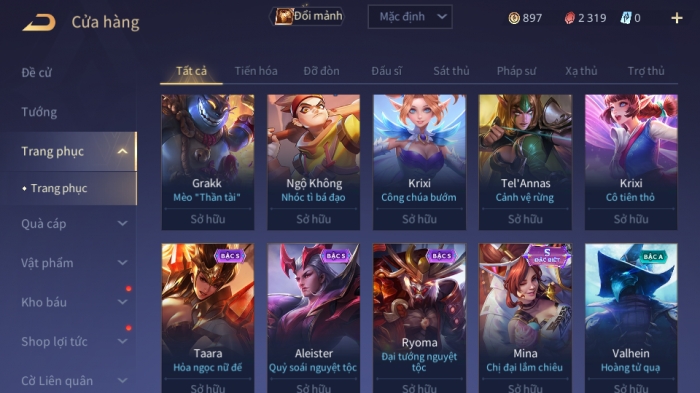 Cửa hàng
Đổi mảnh
Mặc định
897
2 319
0
Đề cử
Tướng
Trang phục
Trang phục
Quà cáp
Vật phẩm
Kho báu
Shop lợi tức
Cờ Liên quân
Tất cả Tiến hóa Đỡ đòn Đấu sĩ Sát thủ Pháp sư Xạ thủ Trợ thủ
Grakk
Mèo "Thần tài"
Sở hữu
Ngộ Không
Nhóc tì bá đạo
Sở hữu
Krixi
Công chúa bướm
Sở hữu
Tel'Annas
Cảnh vệ rừng
Sở hữu
Krixi
Cô tiên thỏ
Sở hữu
BẬC S
Taara
Hỏa ngọc nữ đế
Sở hữu
BẬC S
Aleister
Quỷ soái nguyệt tộc
Sở hữu
BẬC S
Ryoma
Đại tướng nguyệt
tộc
Sở hữu
S
ĐẶC BIỆT
Mina
Chị đại lắm chiêu
Sở hữu
BẬC A
Valhein
Hoàng tử quạ
Sở hữu